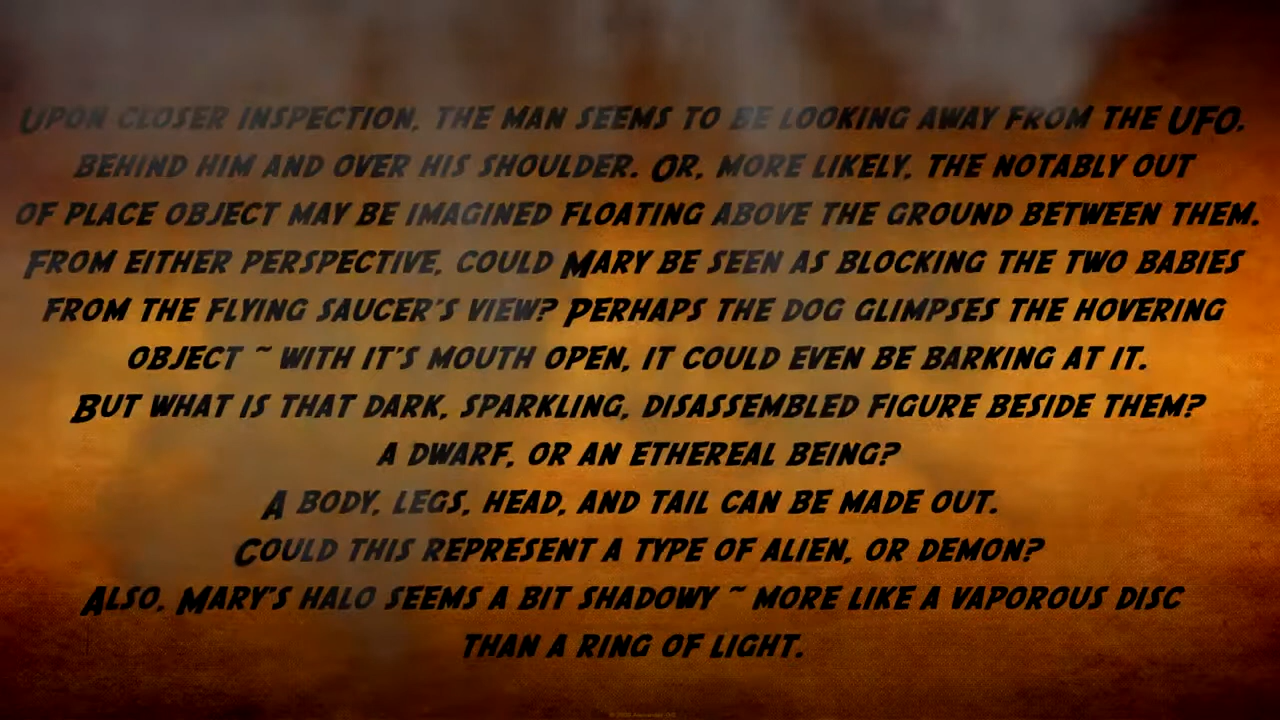 Upon closer inspection, the man seems to be looking away from the UFO,
behind him and over his shoulder. Or, more likely, the notably out
of place object may be imagined floating above the ground between them.
From either perspective, could Mary be seen as blocking the two babies
from the flying saucer's view? Perhaps the dog glimpses the hovering
object ~ with it's mouth open, it could even be barking at it.
But what is that dark, sparkling, disassembled figure beside them?
a dwarf, or an ethereal being?
A body, legs, head, and tail can be made out.
Could this represent a type of alien, or demon?
Also, Mary's halo seems a bit shadowy ~ more like a vaporous disc
than a ring of light.